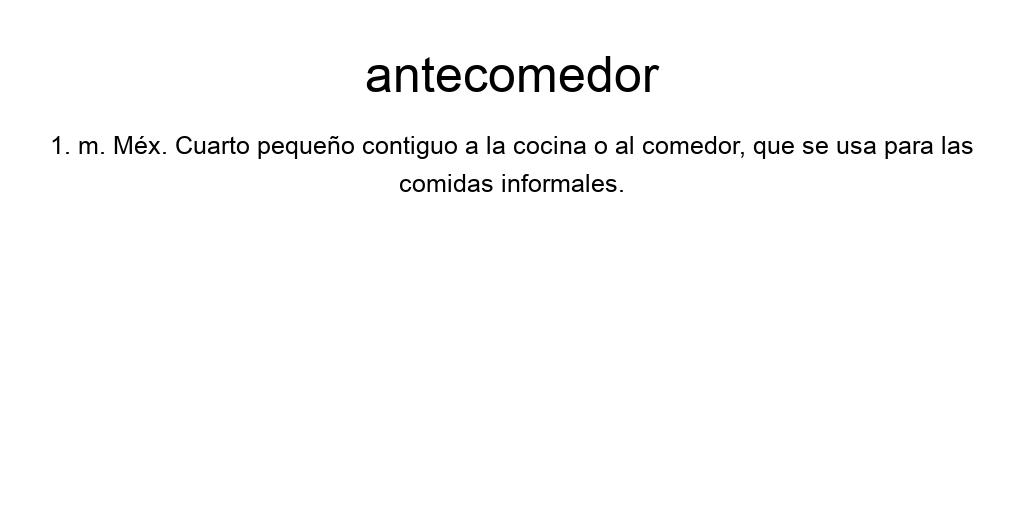 antecomedor
1. m. Méx. Cuarto pequeño contiguo a la cocina o al comedor, que se usa para las
comidas informales.